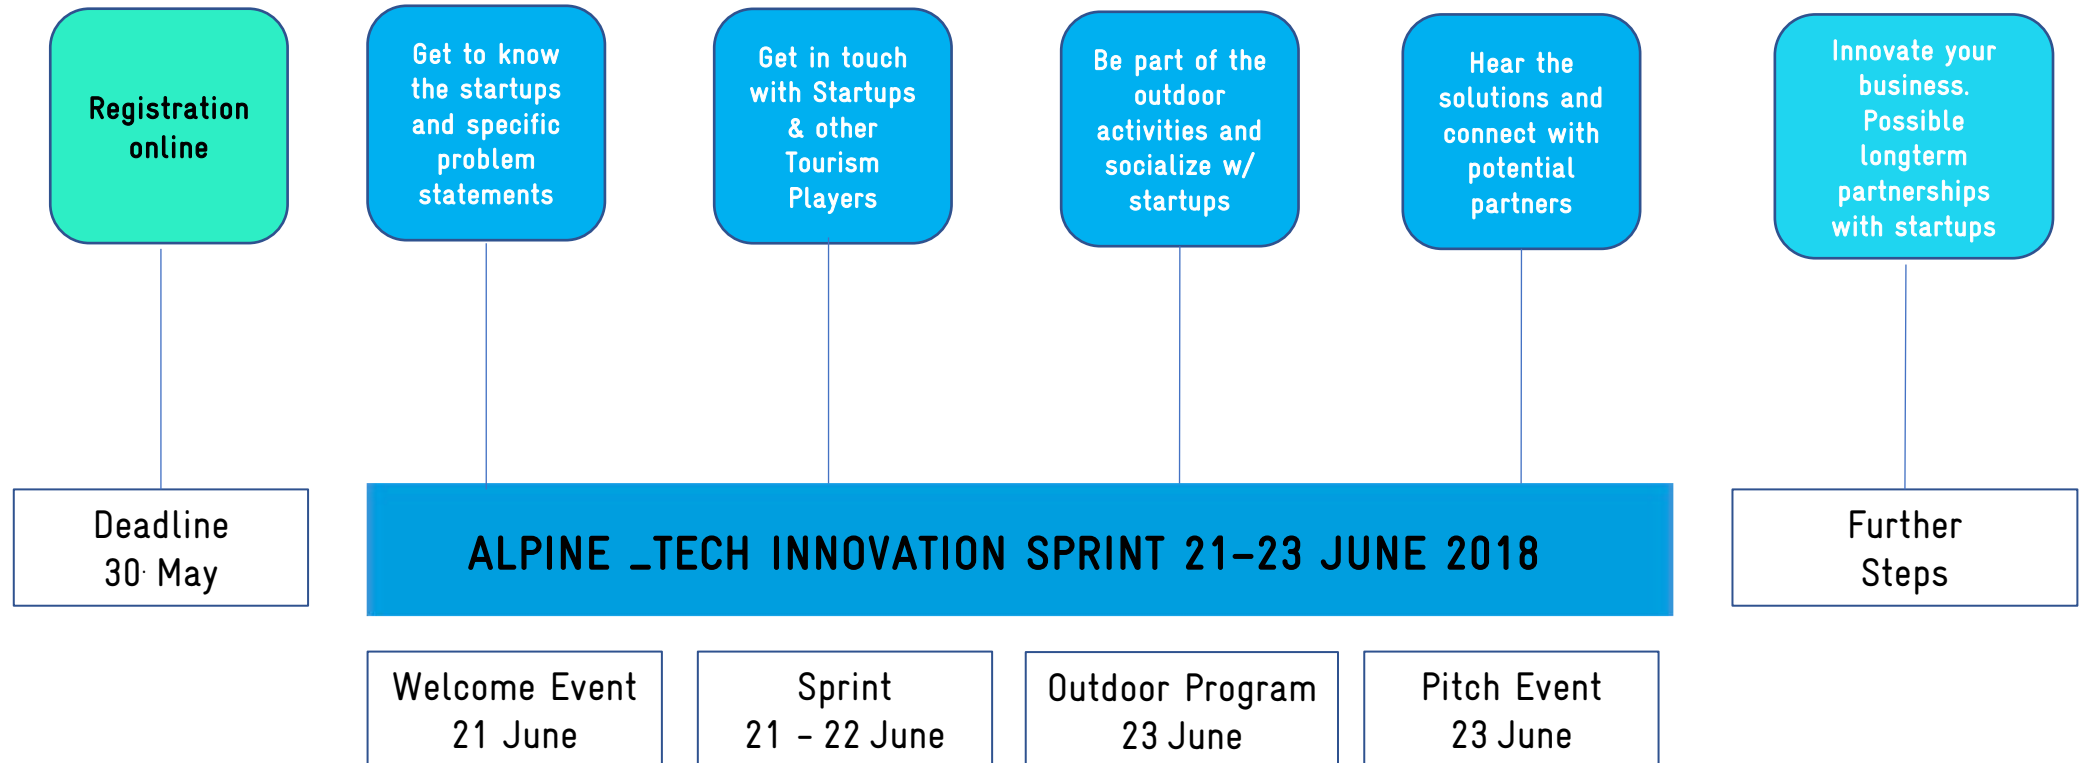 Registration
online
Get to know
the startups
and specific
problem
statements
Get in touch
with Startups
& other
Tourism
Players
Be part of the
outdoor
activities and
socialize w/
startups
Hear the
solutions and
connect with
potential
partners
Innovate your
business.
Possible
longterm
partnerships
with startups
Deadline
30. May
ALPINE _TECH INNOVATION SPRINT 21-23 JUNE 2018
Further
Steps
Welcome Event
21 June
Sprint
21 - 22 June
Outdoor Program
23 June
Pitch Event
23 June